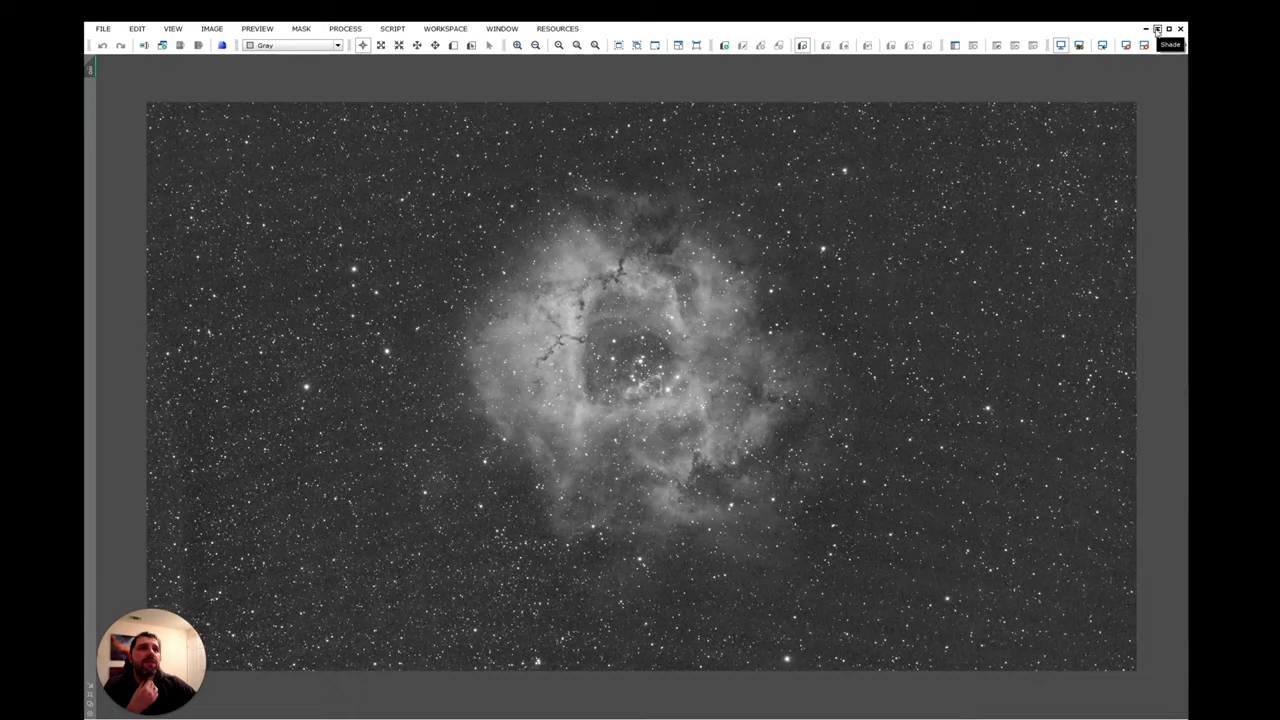 FILE EDIT VIEW IMAGE PREVIEW MASK PROCESS SCRIPT WORKSPACE WINDOW RESOURCES
Gray
Shade